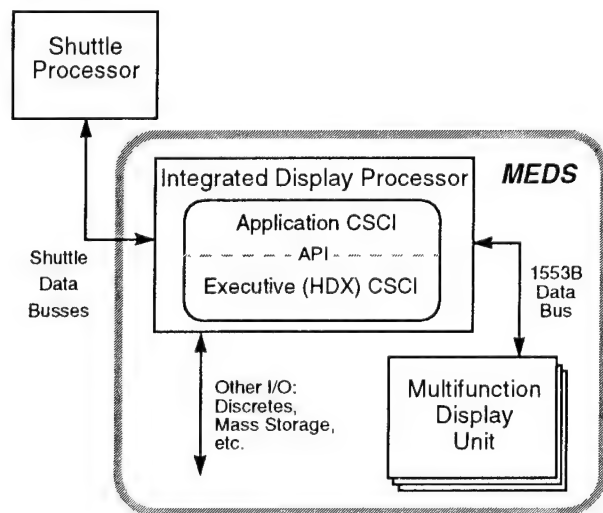 Shuttle
Processor
MEDS
Integrated Display Processor
Application CSCI
API
Executive (HDX) CSCI
Shuttle
Data
Busses
1553B
Data
Bus
Other I/O:
Discretes,
Mass Storage,
etc.
Multifunction
Display
Unit